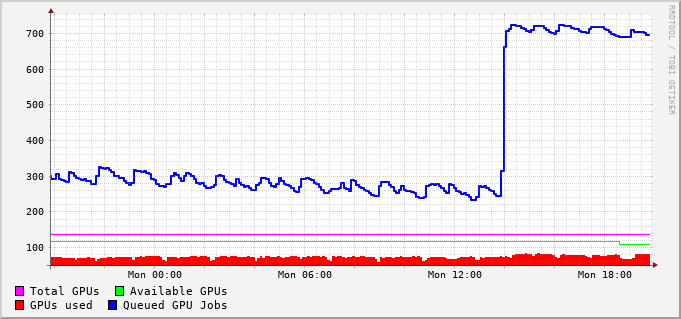 700
600
500
400
300
200
100
Mon 00:00 Mon 06:00 Mon 12:00 Mon 18:00
Total GPUs Available GPUs
GPUs used Queued GPU Jobs
RRDTOOL / TOBI OETIKER